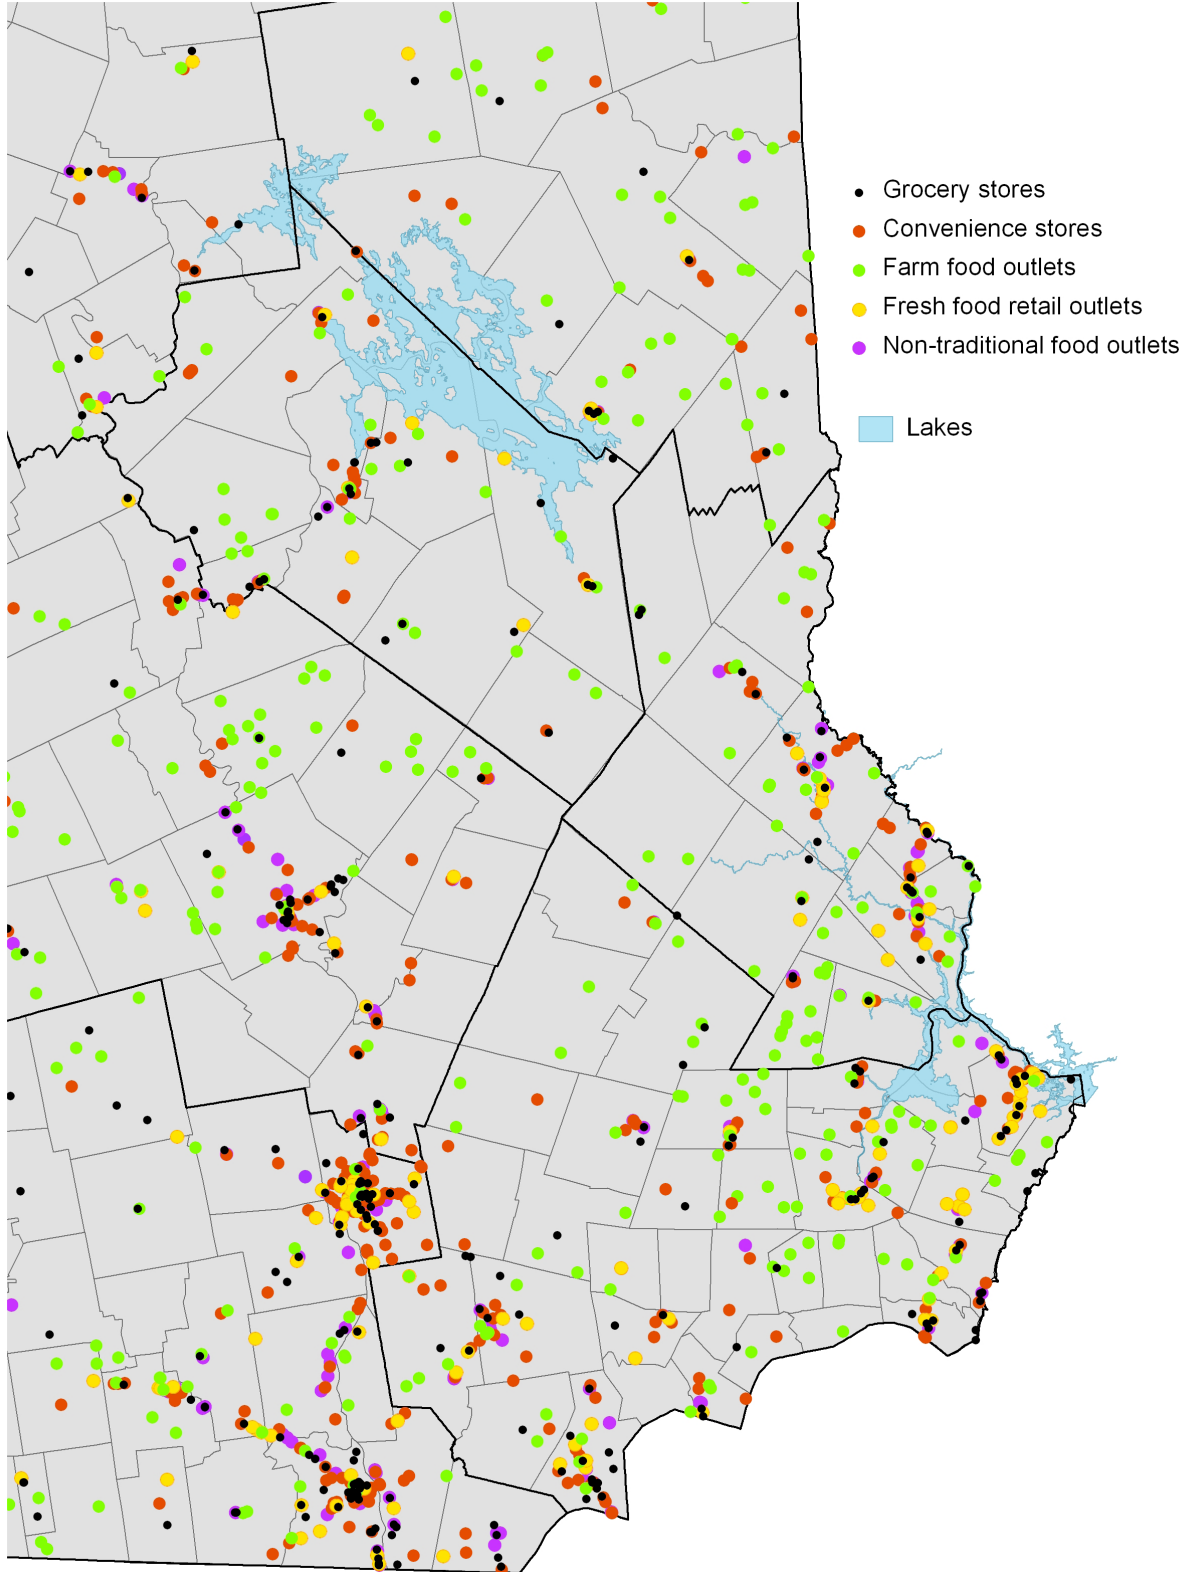 Grocery stores
Convenience stores
Farm food outlets
Fresh food retail outlets
Non-traditional food outlets
Lakes